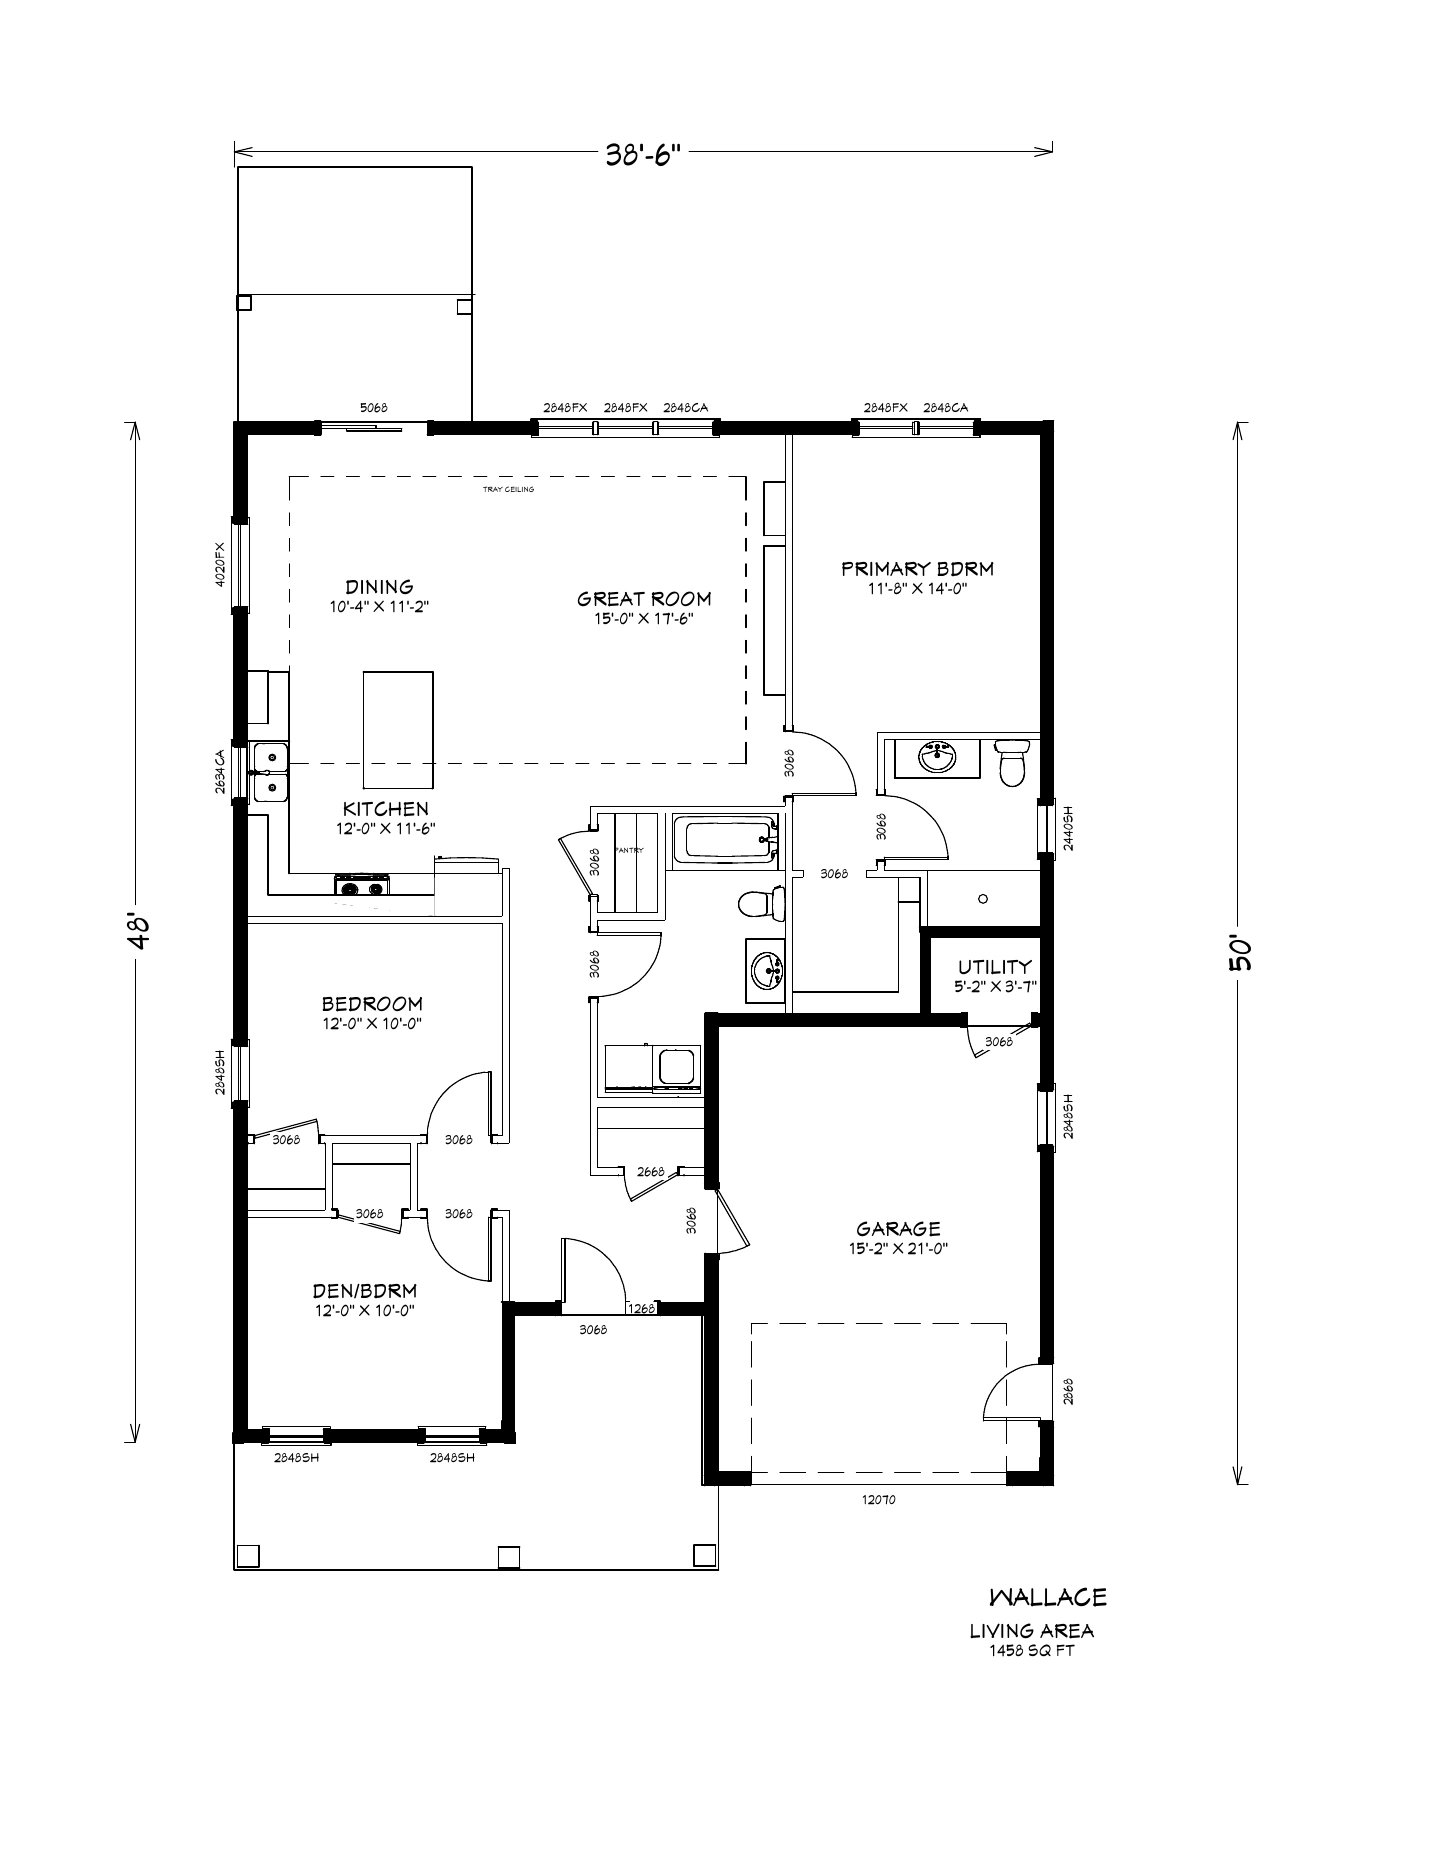 38'-6"
5068
2848FX 2848FX 2848CA
2848FX 2848CA
TRAY CEILING
4020FX
DINING
10'-4" X 11'-2"
GREAT ROOM
15'-0" X 17'-6"
PRIMARY BDRM
11'-8" X 14'-0"
2634CA
3068
KITCHEN
12'-0" X 11'-6"
3068
2440SH
PANTRY
3068
3068
48'
50'
3068
UTILITY
5'-2" X 3'-7"
BEDROOM
12'-0" X 10'-0"
3068
2848SH
2848SH
3068
3068
2668
3068
3068
3068
GARAGE
15'-2" X 21'-0"
DEN/BDRM
12'-0" X 10'-0"
1268
3068
2868
2848SH
2848SH
12070
WALLACE
LIVING AREA
1458 SQ FT